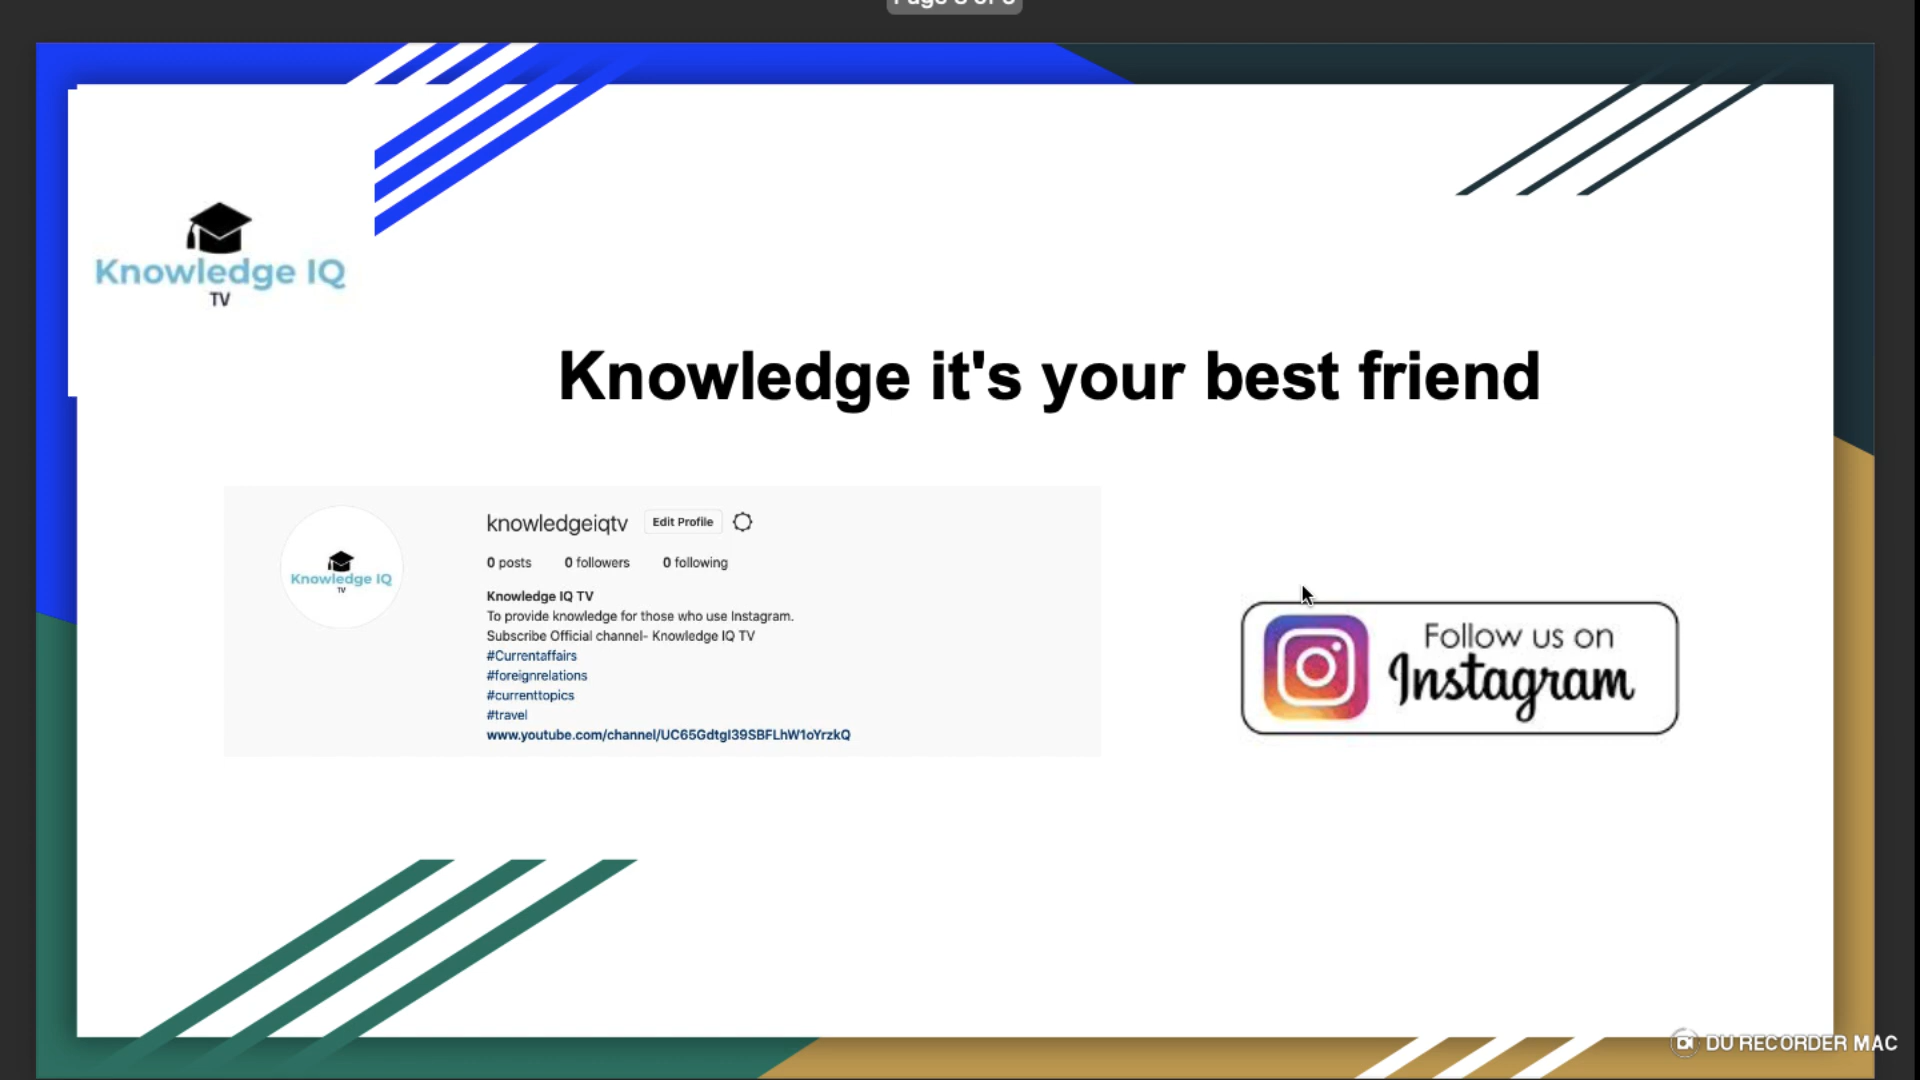 Knowledge IQ
TV
Knowledge it's your best friend
knowledgeiqtv Edit Profile
0 posts 0 followers 0 following
Knowledge IQ
TV
Knowledge IQ TV
To provide knowledge for those who use Instagram.
Subscribe Official channel- Knowledge IQ TV
#Currentaffairs
#foreignrelations
#currenttopics
#travel
www.youtube.com/channel/UC65Gdtgl39SBFLhW1oYrzkQ
Follow us on
Instagram
DU RECORDER MAC